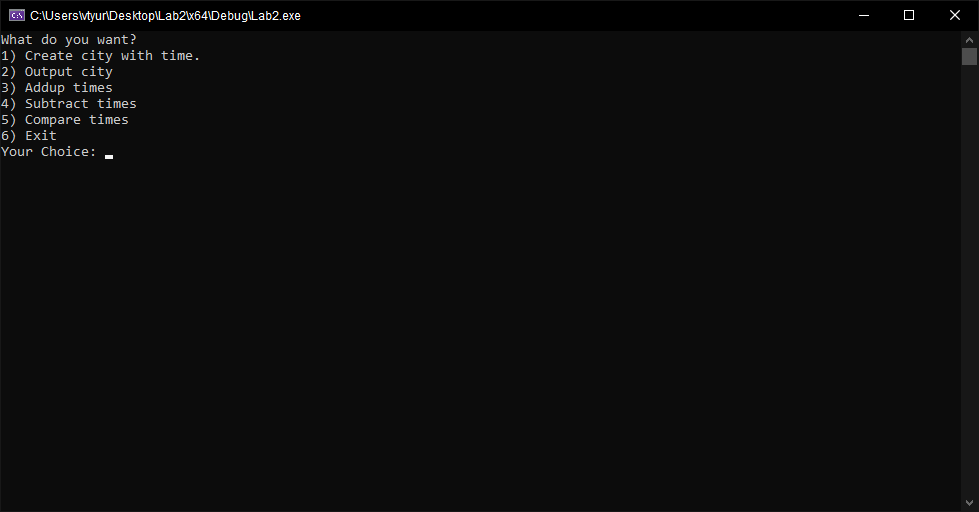 C:\Users\vtyur\Desktop\Lab2\x64\Debug\Lab2.exe
What do you want?
1) Create city with time.
2) Output city
3) Addup times
4) Subtract times
5) Compare times
6) Exit
Your Choice: